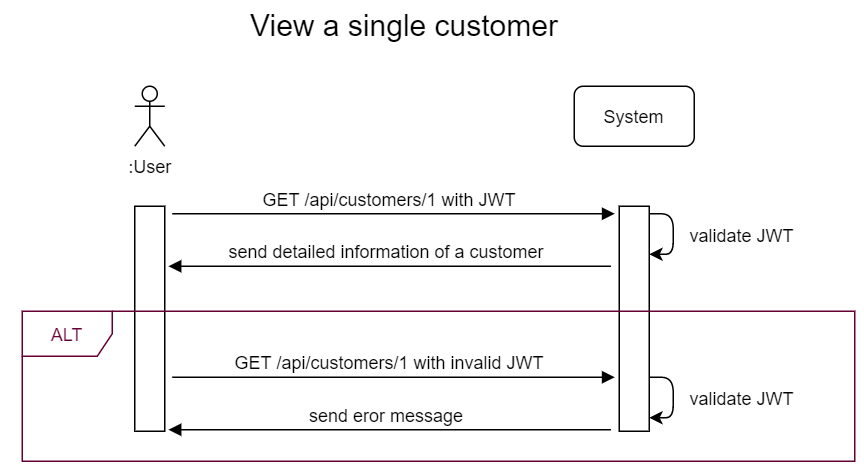 View a single customer
System
:User
GET /api/customers/1 with JWT
validate JWT
send detailed information of a customer
ALT
GET /api/customers/1 with invalid JWT
validate JWT
send eror message